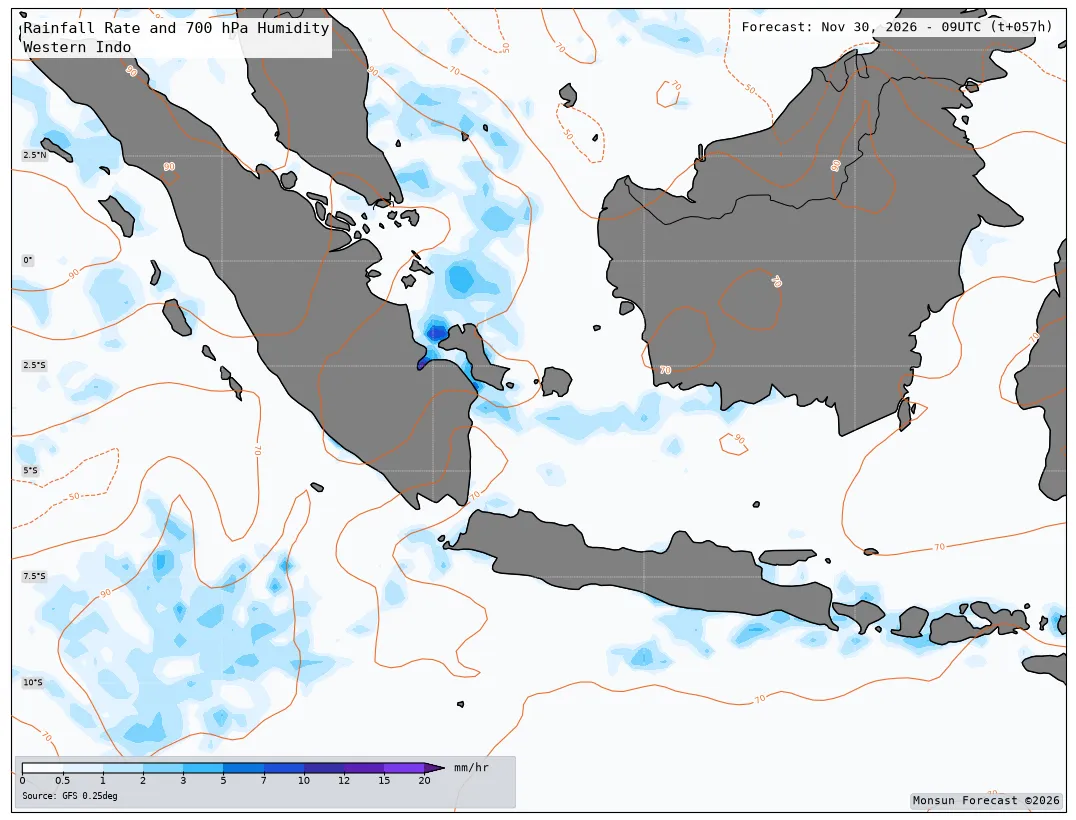 Rainfall Rate and 700 hPa Humidity
Western Indo
Forecast: Nov 30, 2026 - 09UTC (t+057h)
90
90
50
70
70
70
50
50
2.5°N
90
90
0°
90
70
70
2.5°S
70
90
70
5°S
50
70
70
7.5°S
90
10°S
70
70
mm/hr
0 0.5 1 2 3 5 7 10 12 15 20
Source: GFS 0.25deg
Monsun Forecast ©2026